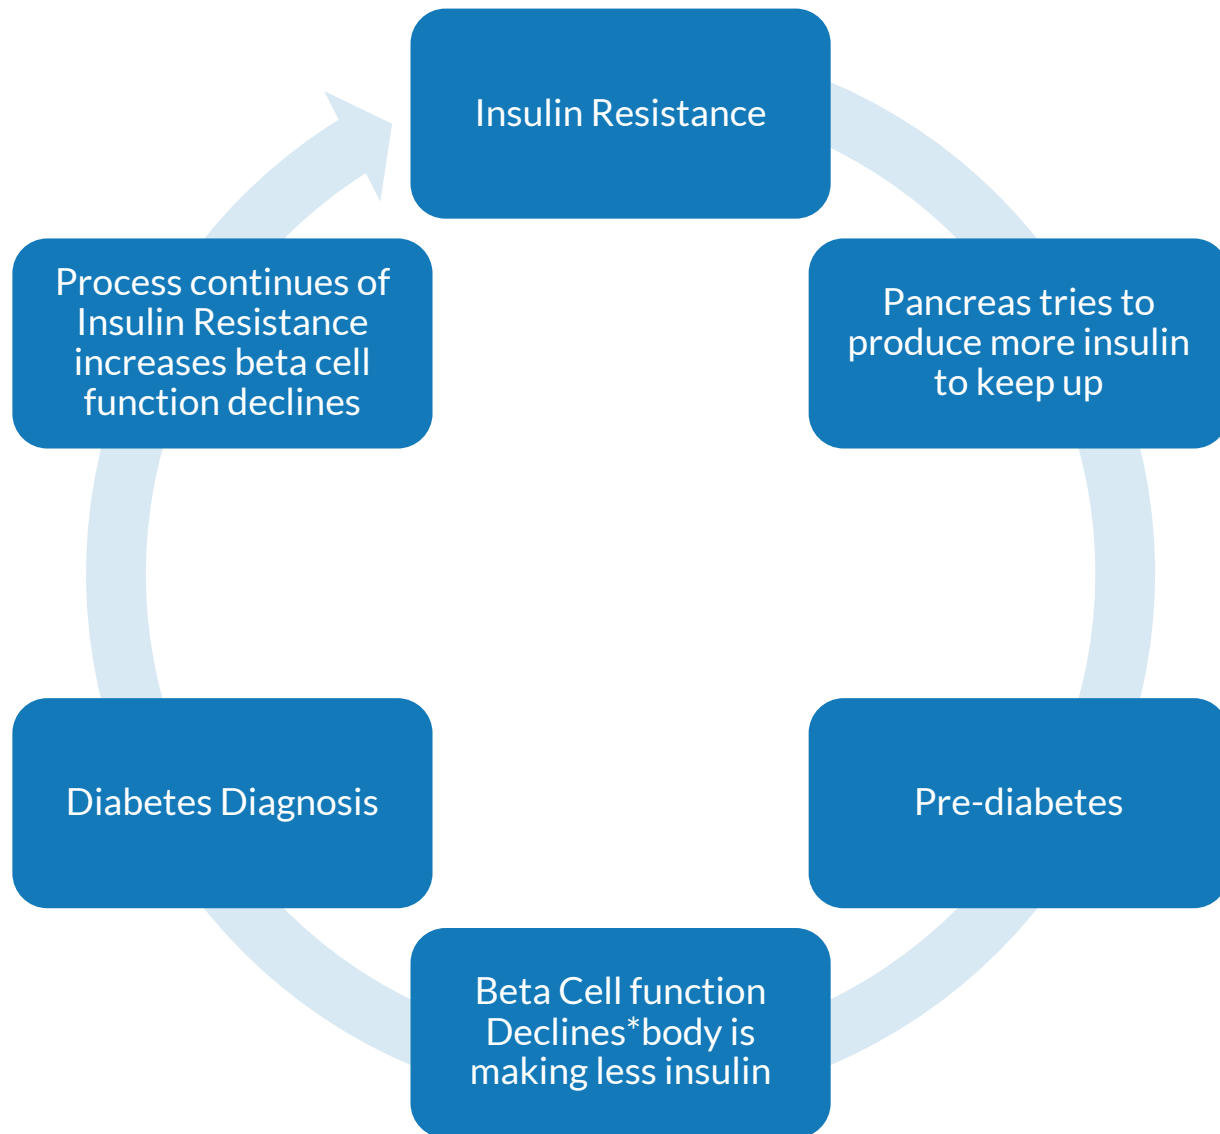 Insulin Resistance
Pancreas tries to
produce more insulin
to keep up
Pre-diabetes
Beta Cell function
Declines*body is
making less insulin
Diabetes Diagnosis
Process continues of
Insulin Resistance
increases beta cell
function declines